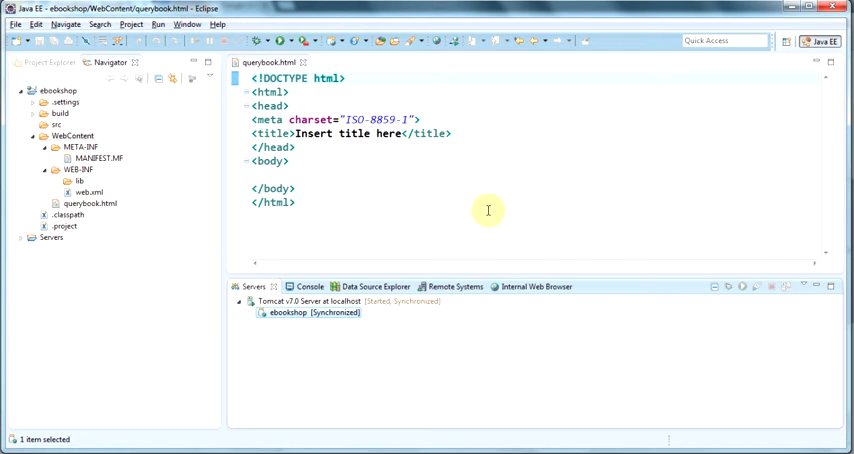 Java EE - ebookshop/WebContent/querybook.html - Eclipse
File Edit Navigate Search Project Run Window Help
Quick Access
Java EE
Project Explorer
Navigator
ebookshop
.settings
build
src
WebContent
META-INF
MANIFEST.MF
WEB-INF
lib
web.xml
querybook.html
.classpath
.project
Servers
querybook.html
<!DOCTYPE html>
<html>
<head>
<meta charset="ISO-8859-1">
<title>Insert title here</title>
</head>
<body>
</body>
</html>
Servers
Console
Data Source Explorer
Remote Systems
Internal Web Browser
Tomcat v7.0 Server at localhost [Started, Synchronized]
ebookshop [Synchronized]
1 item selected